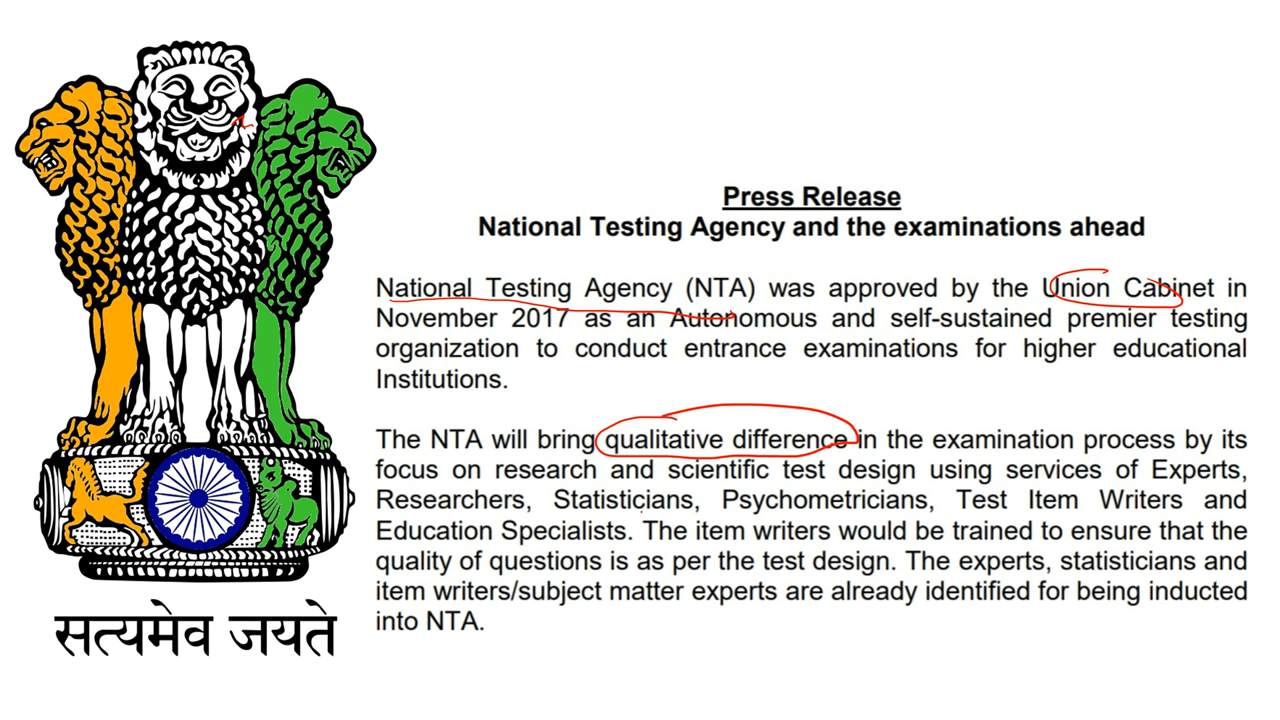 Press Release
National Testing Agency and the examinations ahead
National Testing Agency (NTA) was approved by the Union Cabinet in
November 2017 as an Autonomous and self-sustained premier testing
organization to conduct entrance examinations for higher educational
Institutions.
The NTA will bring qualitative difference in the examination process by its
focus on research and scientific test design using services of Experts,
Researchers, Statisticians, Psychometricians, Test Item Writers and
Education Specialists. The item writers would be trained to ensure that the
quality of questions is as per the test design. The experts, statisticians and
item writers/subject matter experts are already identified for being inducted
into NTA.
सत्यमेव जयते